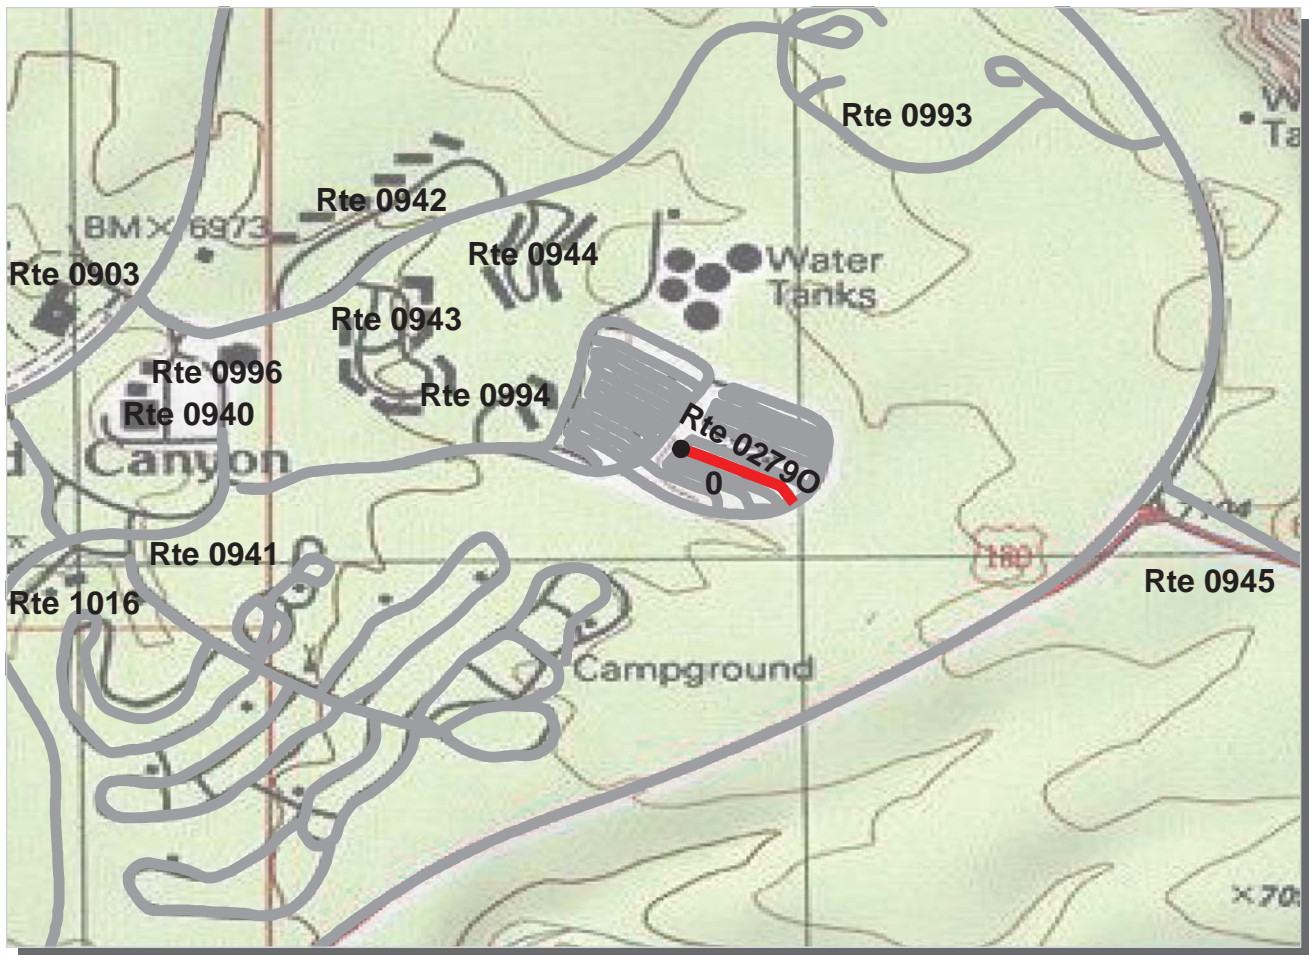 Rte 0993
Rte 0942
BM X 6973
Rte 0944
Rte 0903
Water
Tanks
Rte 0943
Rte 0996
Rte 0994
Rte 0940
Rte 0279O
Canyon
0
Rte 0941
180
Rte 0945
Rte 1016
Campground